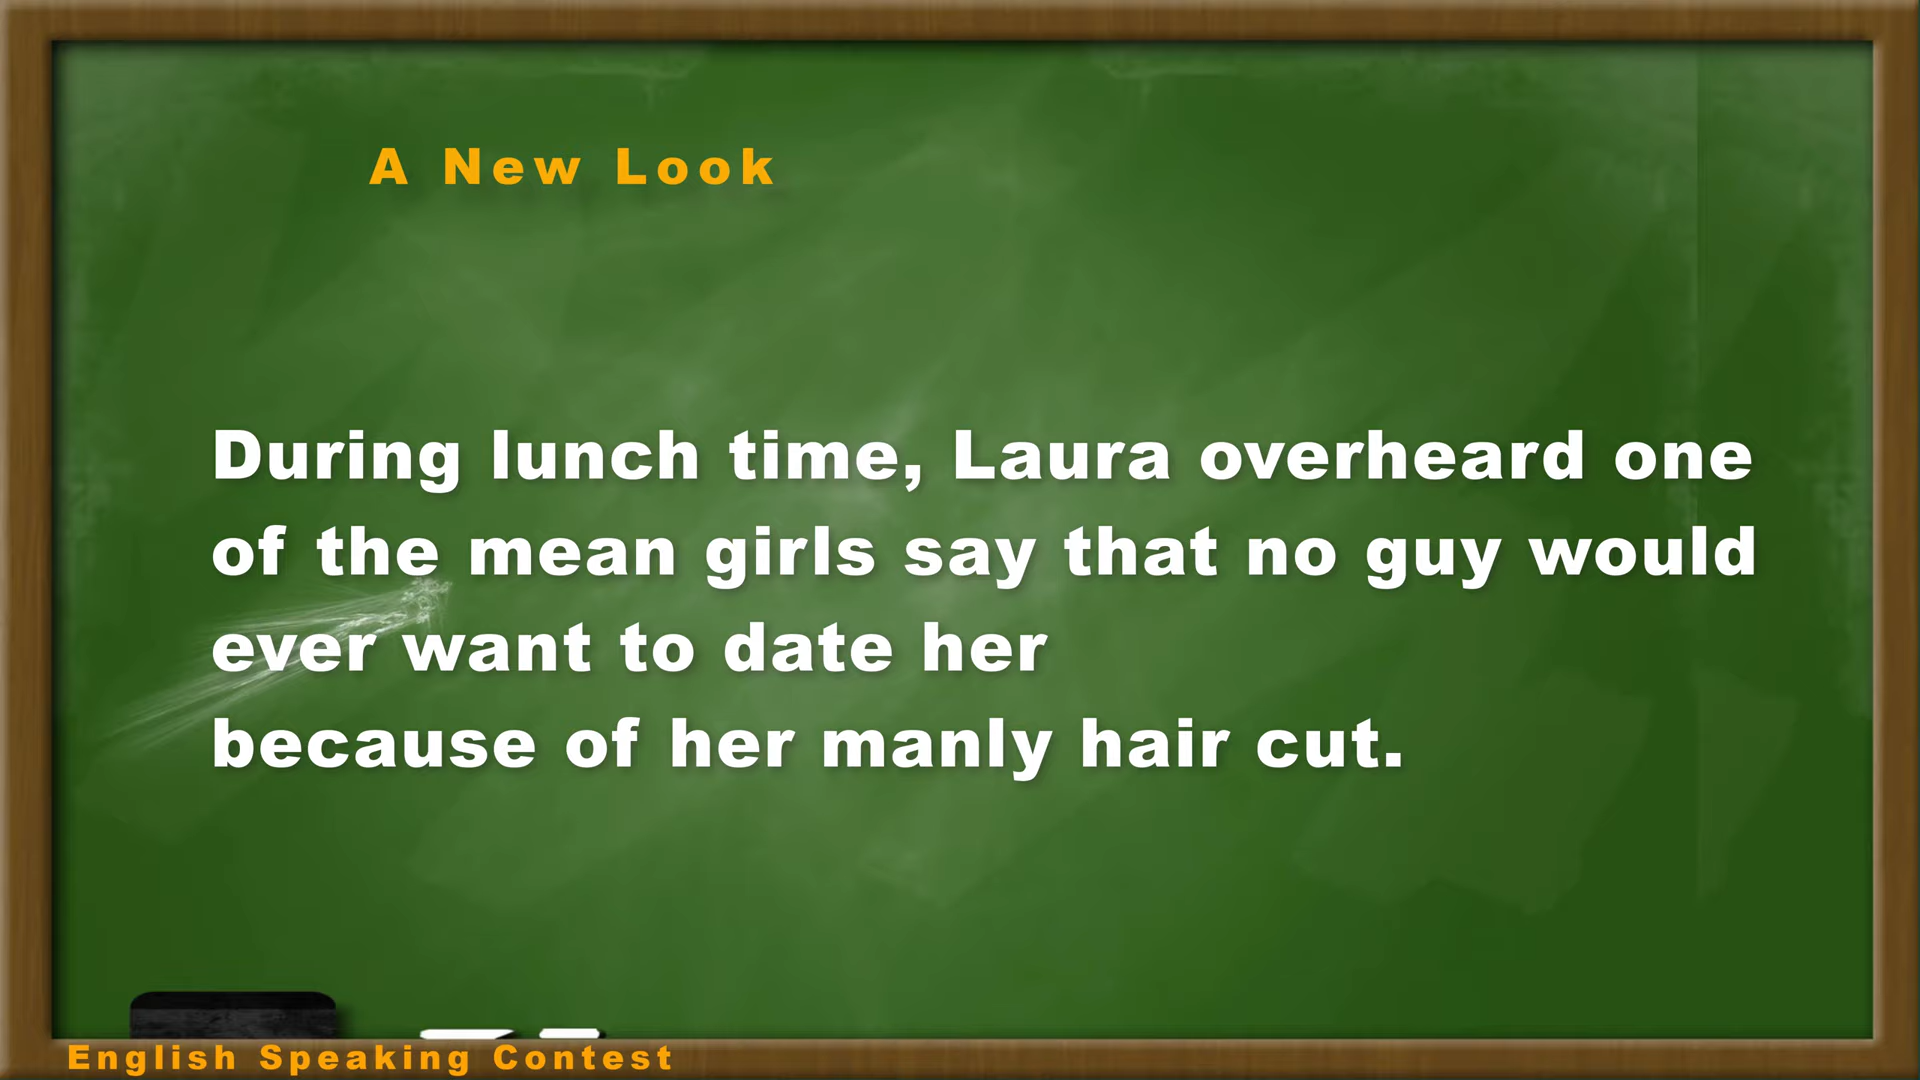 A New Look
During lunch time, Laura overheard one
of the mean girls say that no guy would
ever want to date her
because of her manly hair cut.
English Speaking Contest